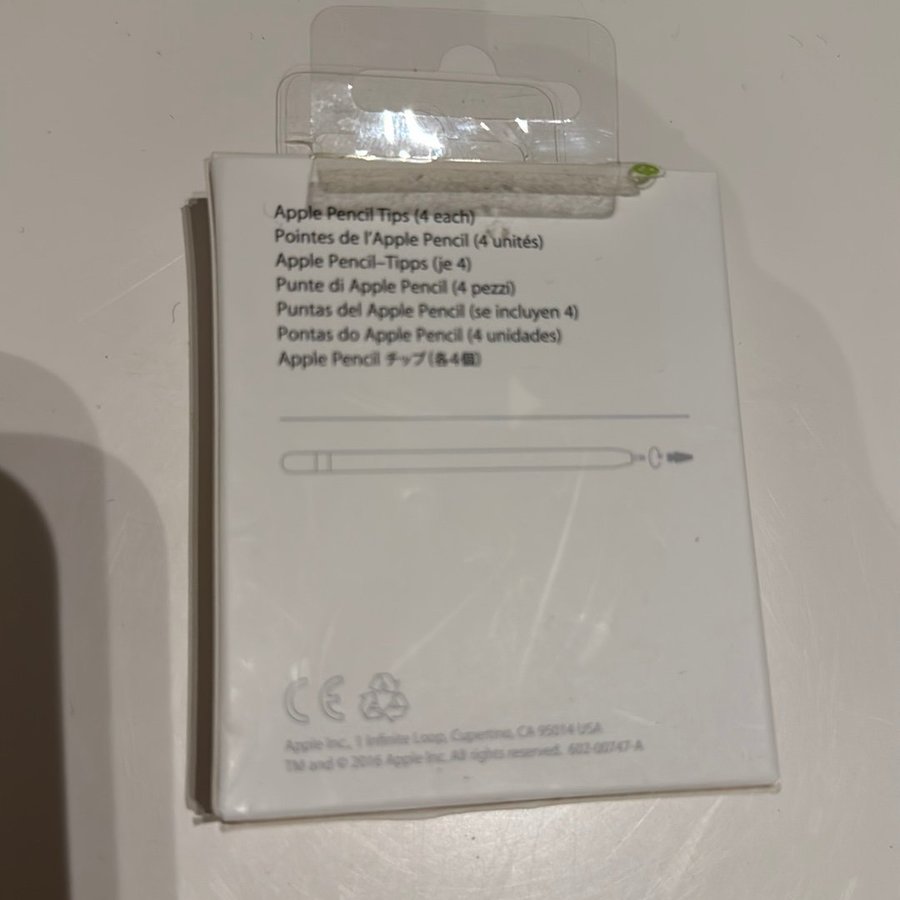 Apple Pencil Tips (4 each)
Pointes de l'Apple Pencil (4 unités)
Apple Pencil–Tipps (je 4)
Punte di Apple Pencil (4 pezzi)
Puntas del Apple Pencil (se incluyen 4)
Pontas do Apple Pencil (4 unidades)
Apple Pencil チップ(各4個)
CE
Apple Inc., 1 Infinite Loop, Cupertino, CA 95014 USA
TM and © 2016 Apple Inc. All rights reserved. 602-00747-A